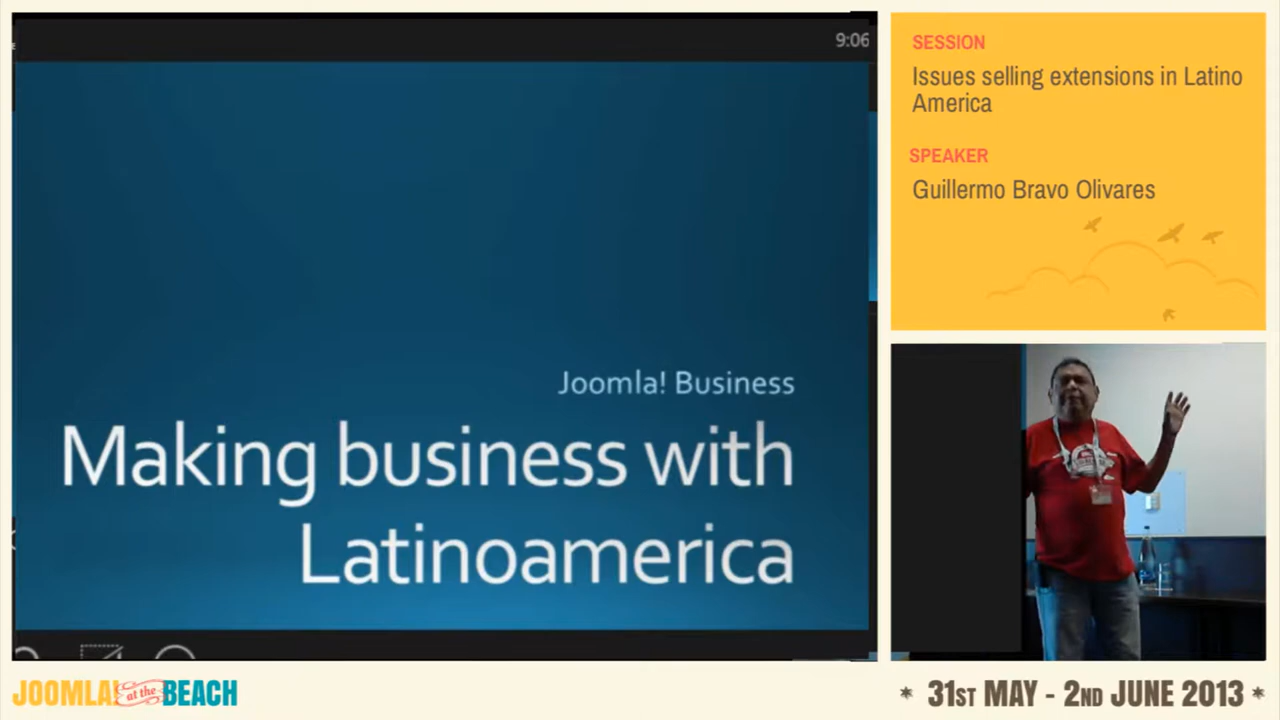 9:06
Joomla! Business
Making business with
Latinoamerica
SESSION
Issues selling extensions in Latino
America
SPEAKER
Guillermo Bravo Olivares
JOOMLA! at the BEACH
* 31ST MAY - 2ND JUNE 2013 *